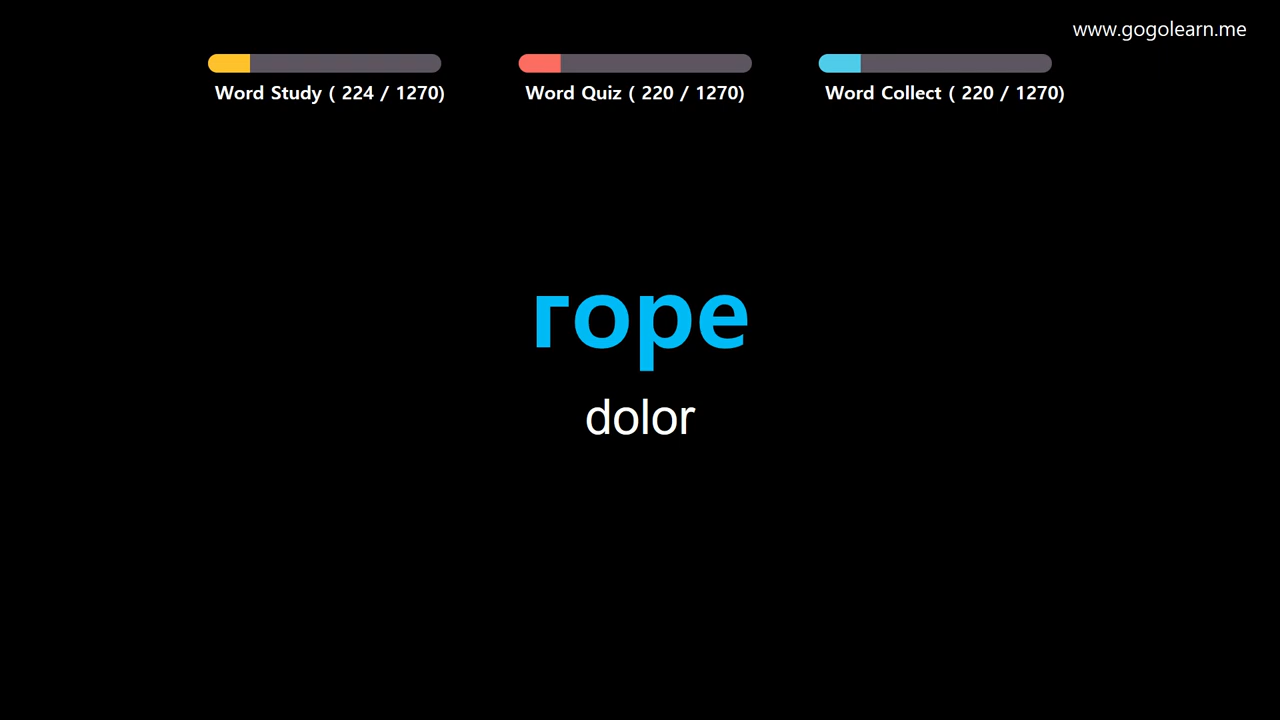 www.gogolearn.me
Word Study ( 224 / 1270)
Word Quiz ( 220 / 1270)
Word Collect ( 220 / 1270)
горе
dolor